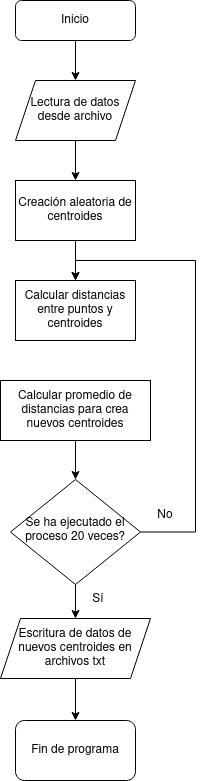 Inicio
Lectura de datos
desde archivo
Creación aleatoria de
centroides
Calcular distancias
entre puntos y
centroides
Calcular promedio de
distancias para crea
nuevos centroides
Se ha ejecutado el
proceso 20 veces?
No
Sí
Escritura de datos de
nuevos centroides en
archivos txt
Fin de programa